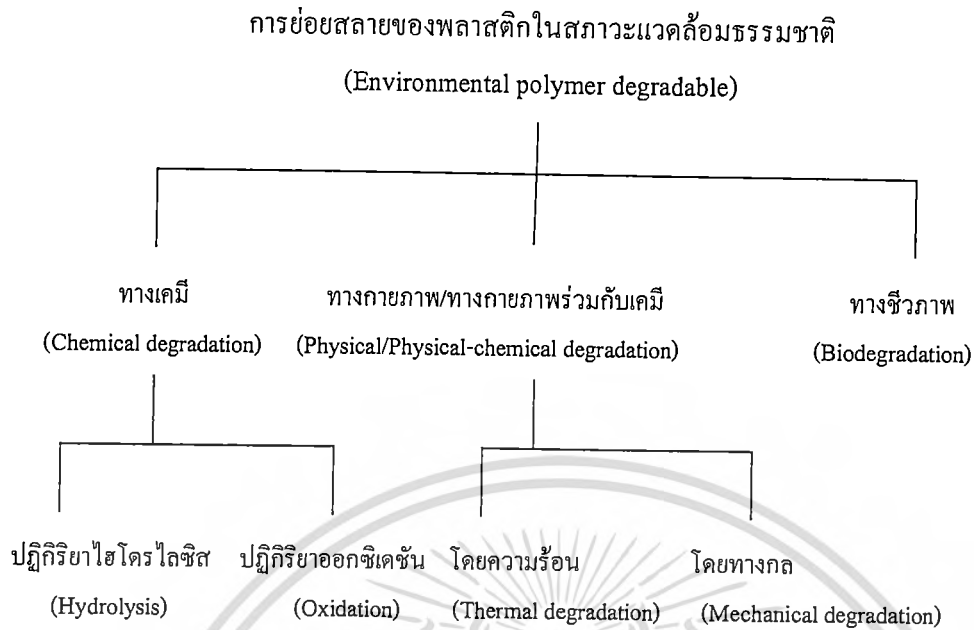 การย่อยสลายของพลาสติกในสภาวะแวดล้อมธรรมชาติ
(Environmental polymer degradable)
ทางเคมี
(Chemical degradation)
ทางกายภาพ/ทางกายภาพร่วมกับเคมี
(Physical/Physical-chemical degradation)
ทางชีวภาพ
(Biodegradation)
ปฏิกิริยาไฮโดรไลซิส
(Hydrolysis)
ปฏิกิริยาออกซิเดชัน
(Oxidation)
โดยความร้อน
(Thermal degradation)
โดยทางกล
(Mechanical degradation)